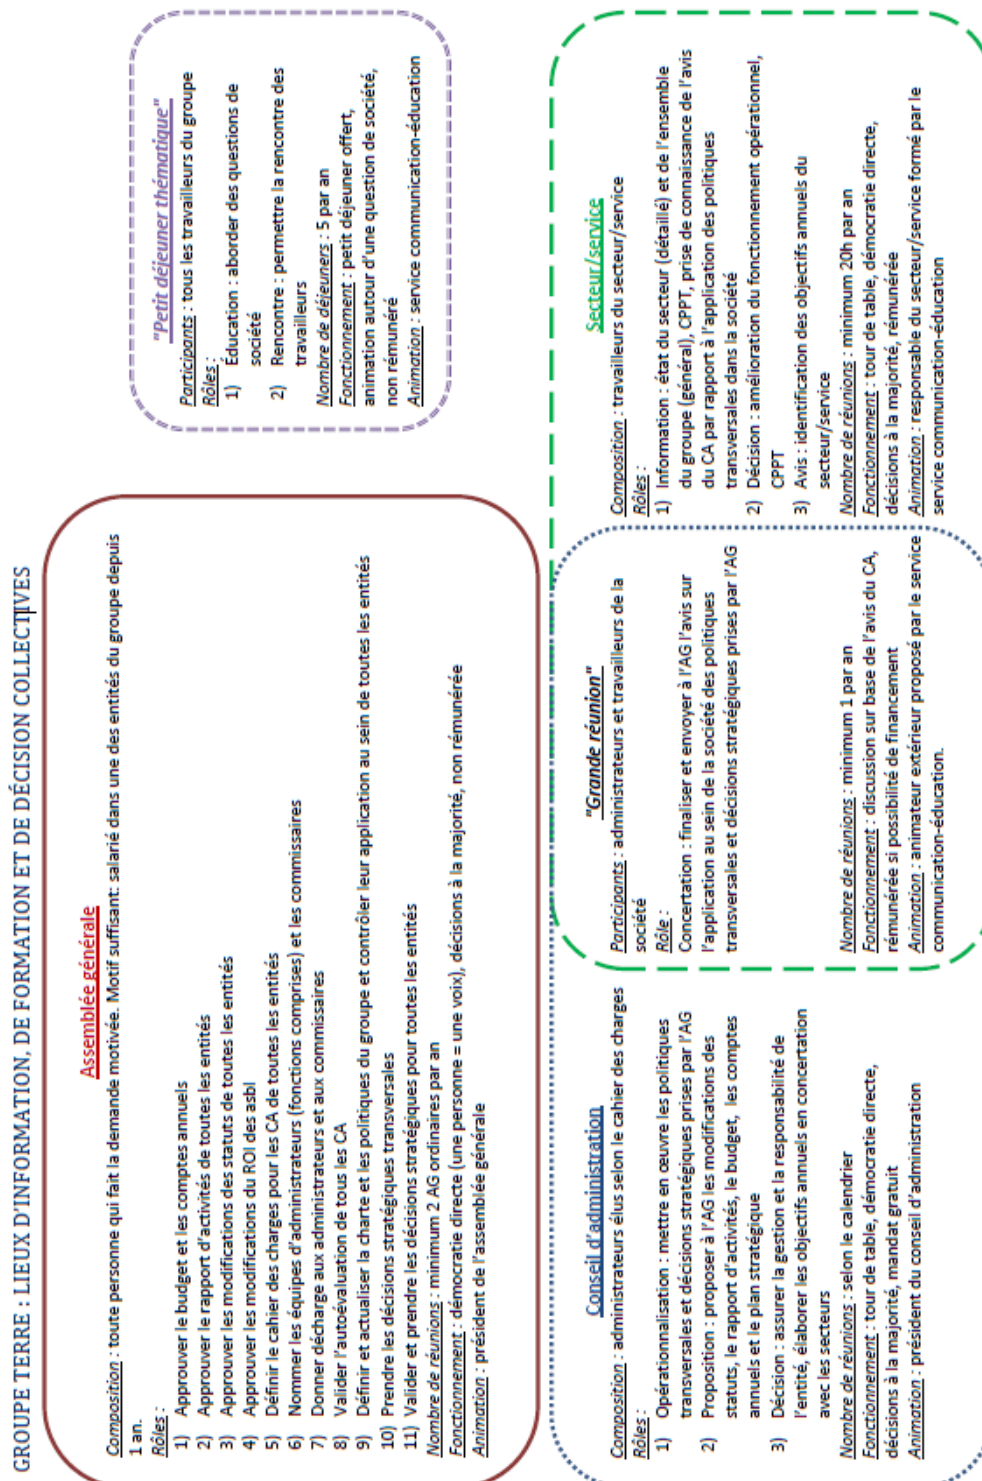 GROUPE TERRE : LIEUX D'INFORMATION, DE FORMATION ET DE DÉCISION COLLECTIVES
Assemblée générale
Composition : toute personne qui fait la demande motivée. Motif suffisant: salarié dans une des entités du groupe depuis
1 an.
Rôles :
1) Approuver le budget et les comptes annuels
2) Approuver le rapport d'activités de toutes les entités
3) Approuver les modifications des statuts de toutes les entités
4) Approuver les modifications du ROI des asbl
5) Définir le cahier des charges pour les CA de toutes les entités
6) Nommer les équipes d'administrateurs (fonctions comprises) et les commissaires
7) Donner décharge aux administrateurs et aux commissaires
8) Valider l'autoévaluation de tous les CA
9) Définir et actualiser la charte et les politiques du groupe et contrôler leur application au sein de toutes les entités
10) Prendre les décisions stratégiques transversales
11) Valider et prendre les décisions stratégiques pour toutes les entités
Nombre de réunions : minimum 2 AG ordinaires par an
Fonctionnement : démocratie directe (une personne = une voix), décisions à la majorité, non rémunérée
Animation : président de l'assemblée générale
"Petit déjeuner thématique"
Participants : tous les travailleurs du groupe
Rôles :
1) Education : aborder des questions de
société
2) Rencontre : permettre la rencontre des
travailleurs
Nombre de déjeuners : 5 par an
Fonctionnement : petit déjeuner offert,
animation autour d'une question de société,
non rémunéré
Animation : service communication-éducation
Conseil d'administration
Composition : administrateurs élus selon le cahier des charges
Rôles :
1) Opérationnalisation : mettre en œuvre les politiques
transversales et décisions stratégiques prises par l'AG
2) Proposition : proposer à l'AG les modifications des
statuts, le rapport d'activités, le budget, les comptes
annuels et le plan stratégique
3) Décision : assurer la gestion et la responsabilité de
l'entité, élaborer les objectifs annuels en concertation
avec les secteurs
Nombre de réunions : selon le calendrier
Fonctionnement : tour de table, démocratie directe,
décisions à la majorité, mandat gratuit
Animation : président du conseil d'administration
"Grande réunion"
Participants : administrateurs et travailleurs de la
société
Rôle :
Concertation : finaliser et envoyer à l'AG l'avis sur
l'application au sein de la société des politiques
transversales et décisions stratégiques prises par l'AG
Nombre de réunions : minimum 1 par an
Fonctionnement : discussion sur base de l'avis du CA,
rémunérée si possibilité de financement
Animation : animateur extérieur proposé par le service
communication-éducation.
Secteur/service
Composition : travailleurs du secteur/service
Rôles :
1) Information : état du secteur (détaillé) et de l'ensemble
du groupe (général), CPPT, prise de connaissance de l'avis
du CA par rapport à l'application des politiques
transversales dans la société
2) Décision : amélioration du fonctionnement opérationnel,
CPPT
3) Avis : identification des objectifs annuels du
secteur/service
Nombre de réunions : minimum 20h par an
Fonctionnement : tour de table, démocratie directe,
décisions à la majorité, rémunérée
Animation : responsable du secteur/service formé par le
service communication-éducation